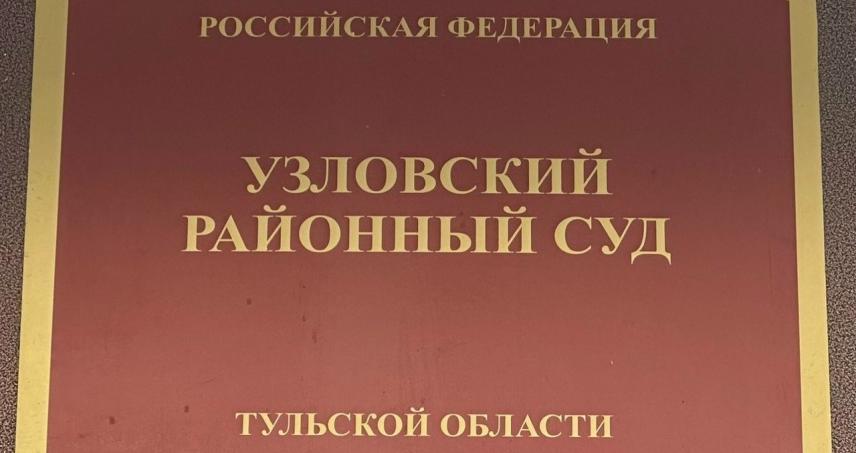 РОССИЙСКАЯ ФЕДЕРАЦИЯ
УЗЛОВСКИЙ
РАЙОННЫЙ СУД
ТУЛЬСКОЙ ОБЛАСТИ